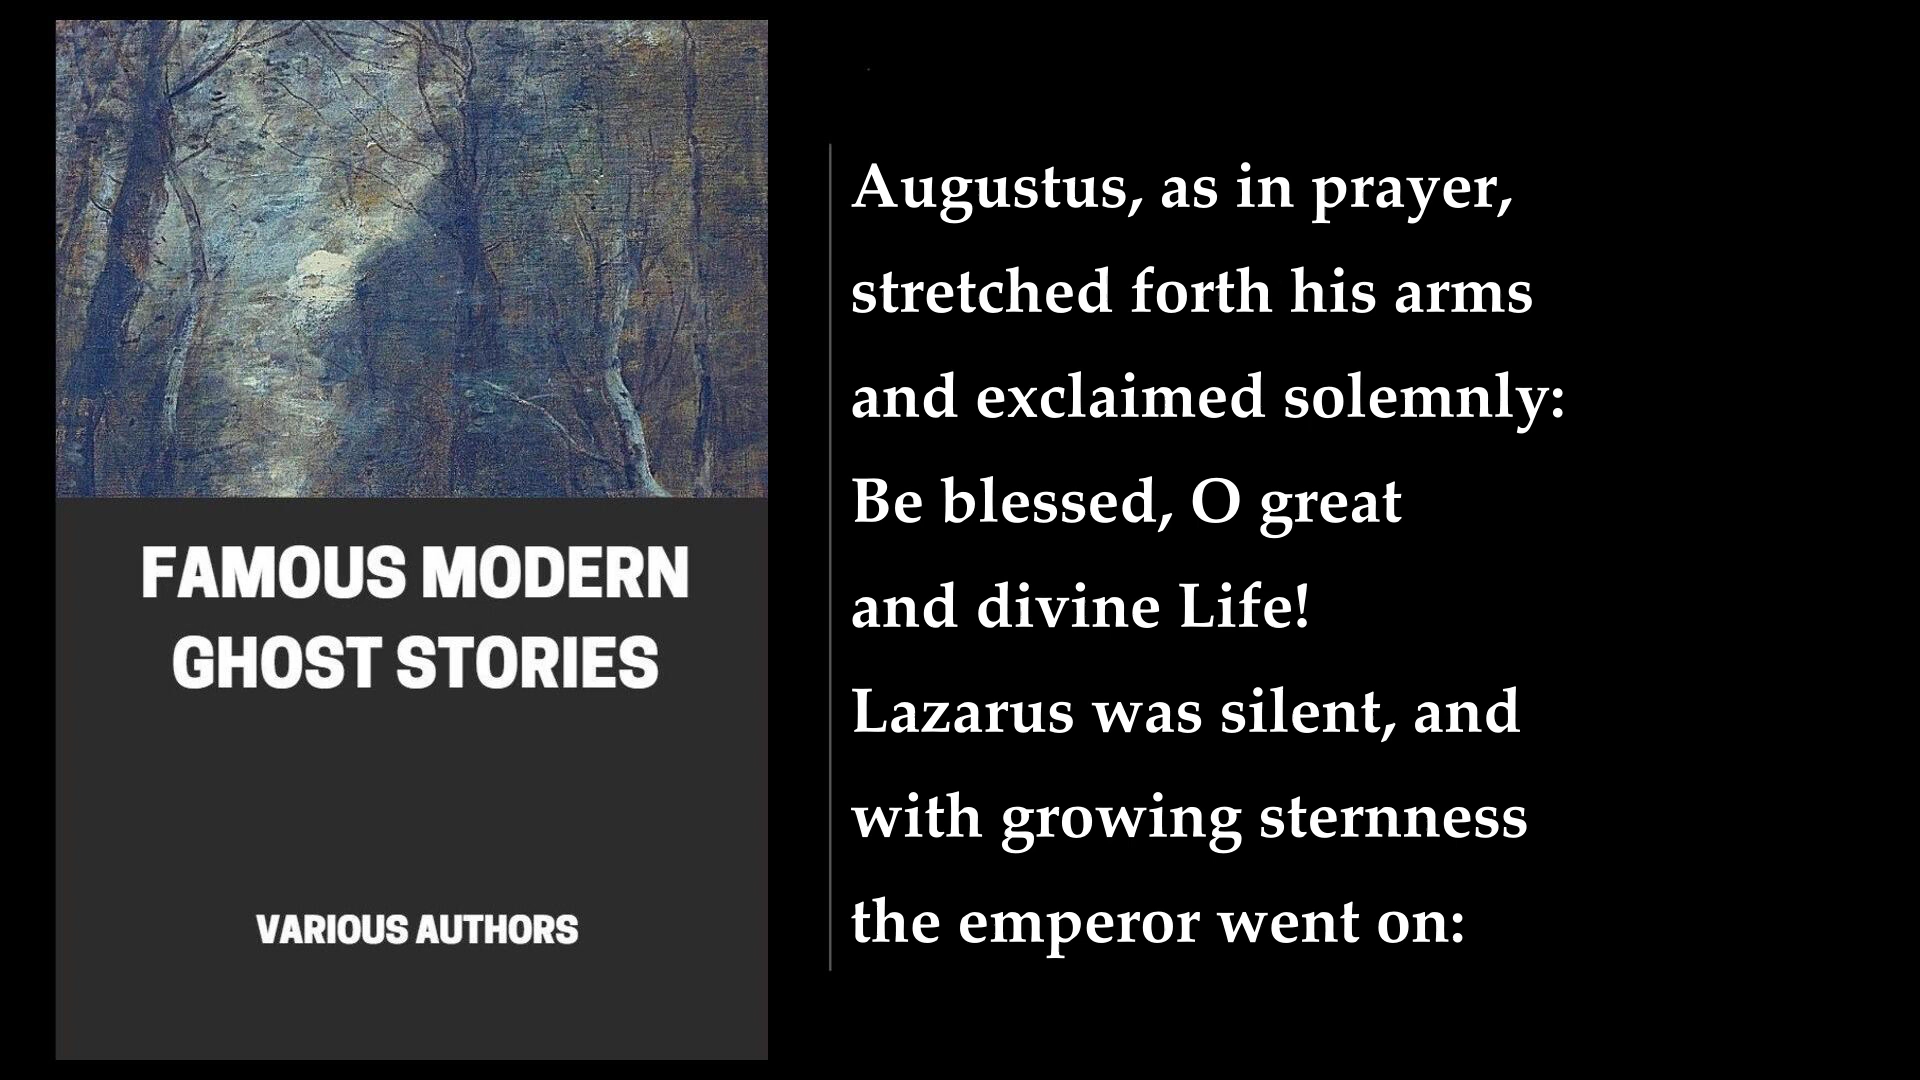 FAMOUS MODERN
GHOST STORIES
VARIOUS AUTHORS
Augustus, as in prayer,
stretched forth his arms
and exclaimed solemnly:
Be blessed, O great
and divine Life!
Lazarus was silent, and
with growing sternness
the emperor went on: